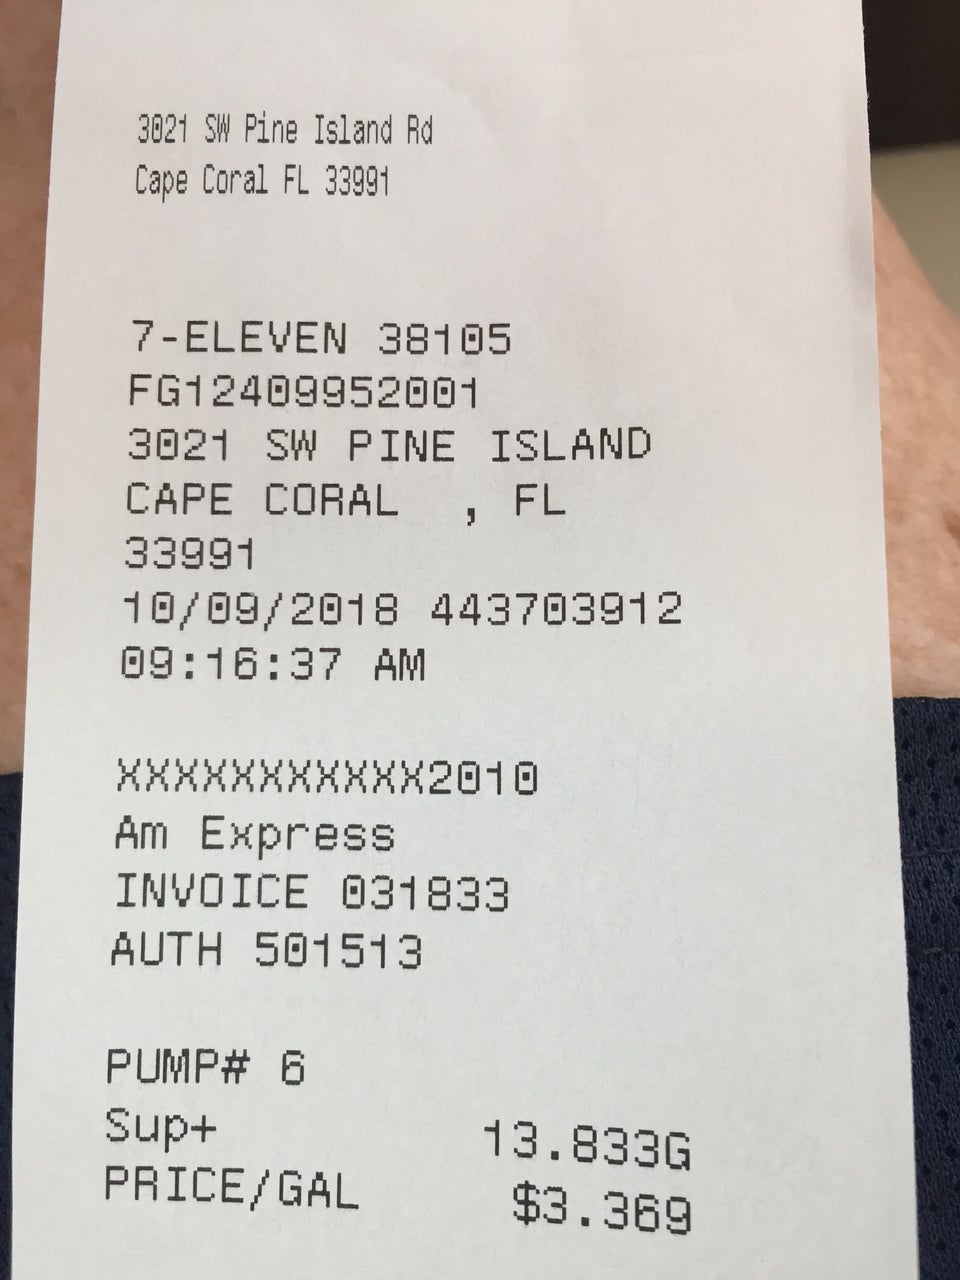 3021 SW Pine Island Rd
Cape Coral FL 33991
7-ELEVEN 38105
FG12409952001
3021 SW PINE ISLAND
CAPE CORAL , FL
33991
10/09/2018 443703912
09:16:37 AM
XXXXXXXXXXX2010
Am Express
INVOICE 031833
AUTH 501513
PUMP# 6
Sup+ 13.833G
PRICE/GAL $3.369